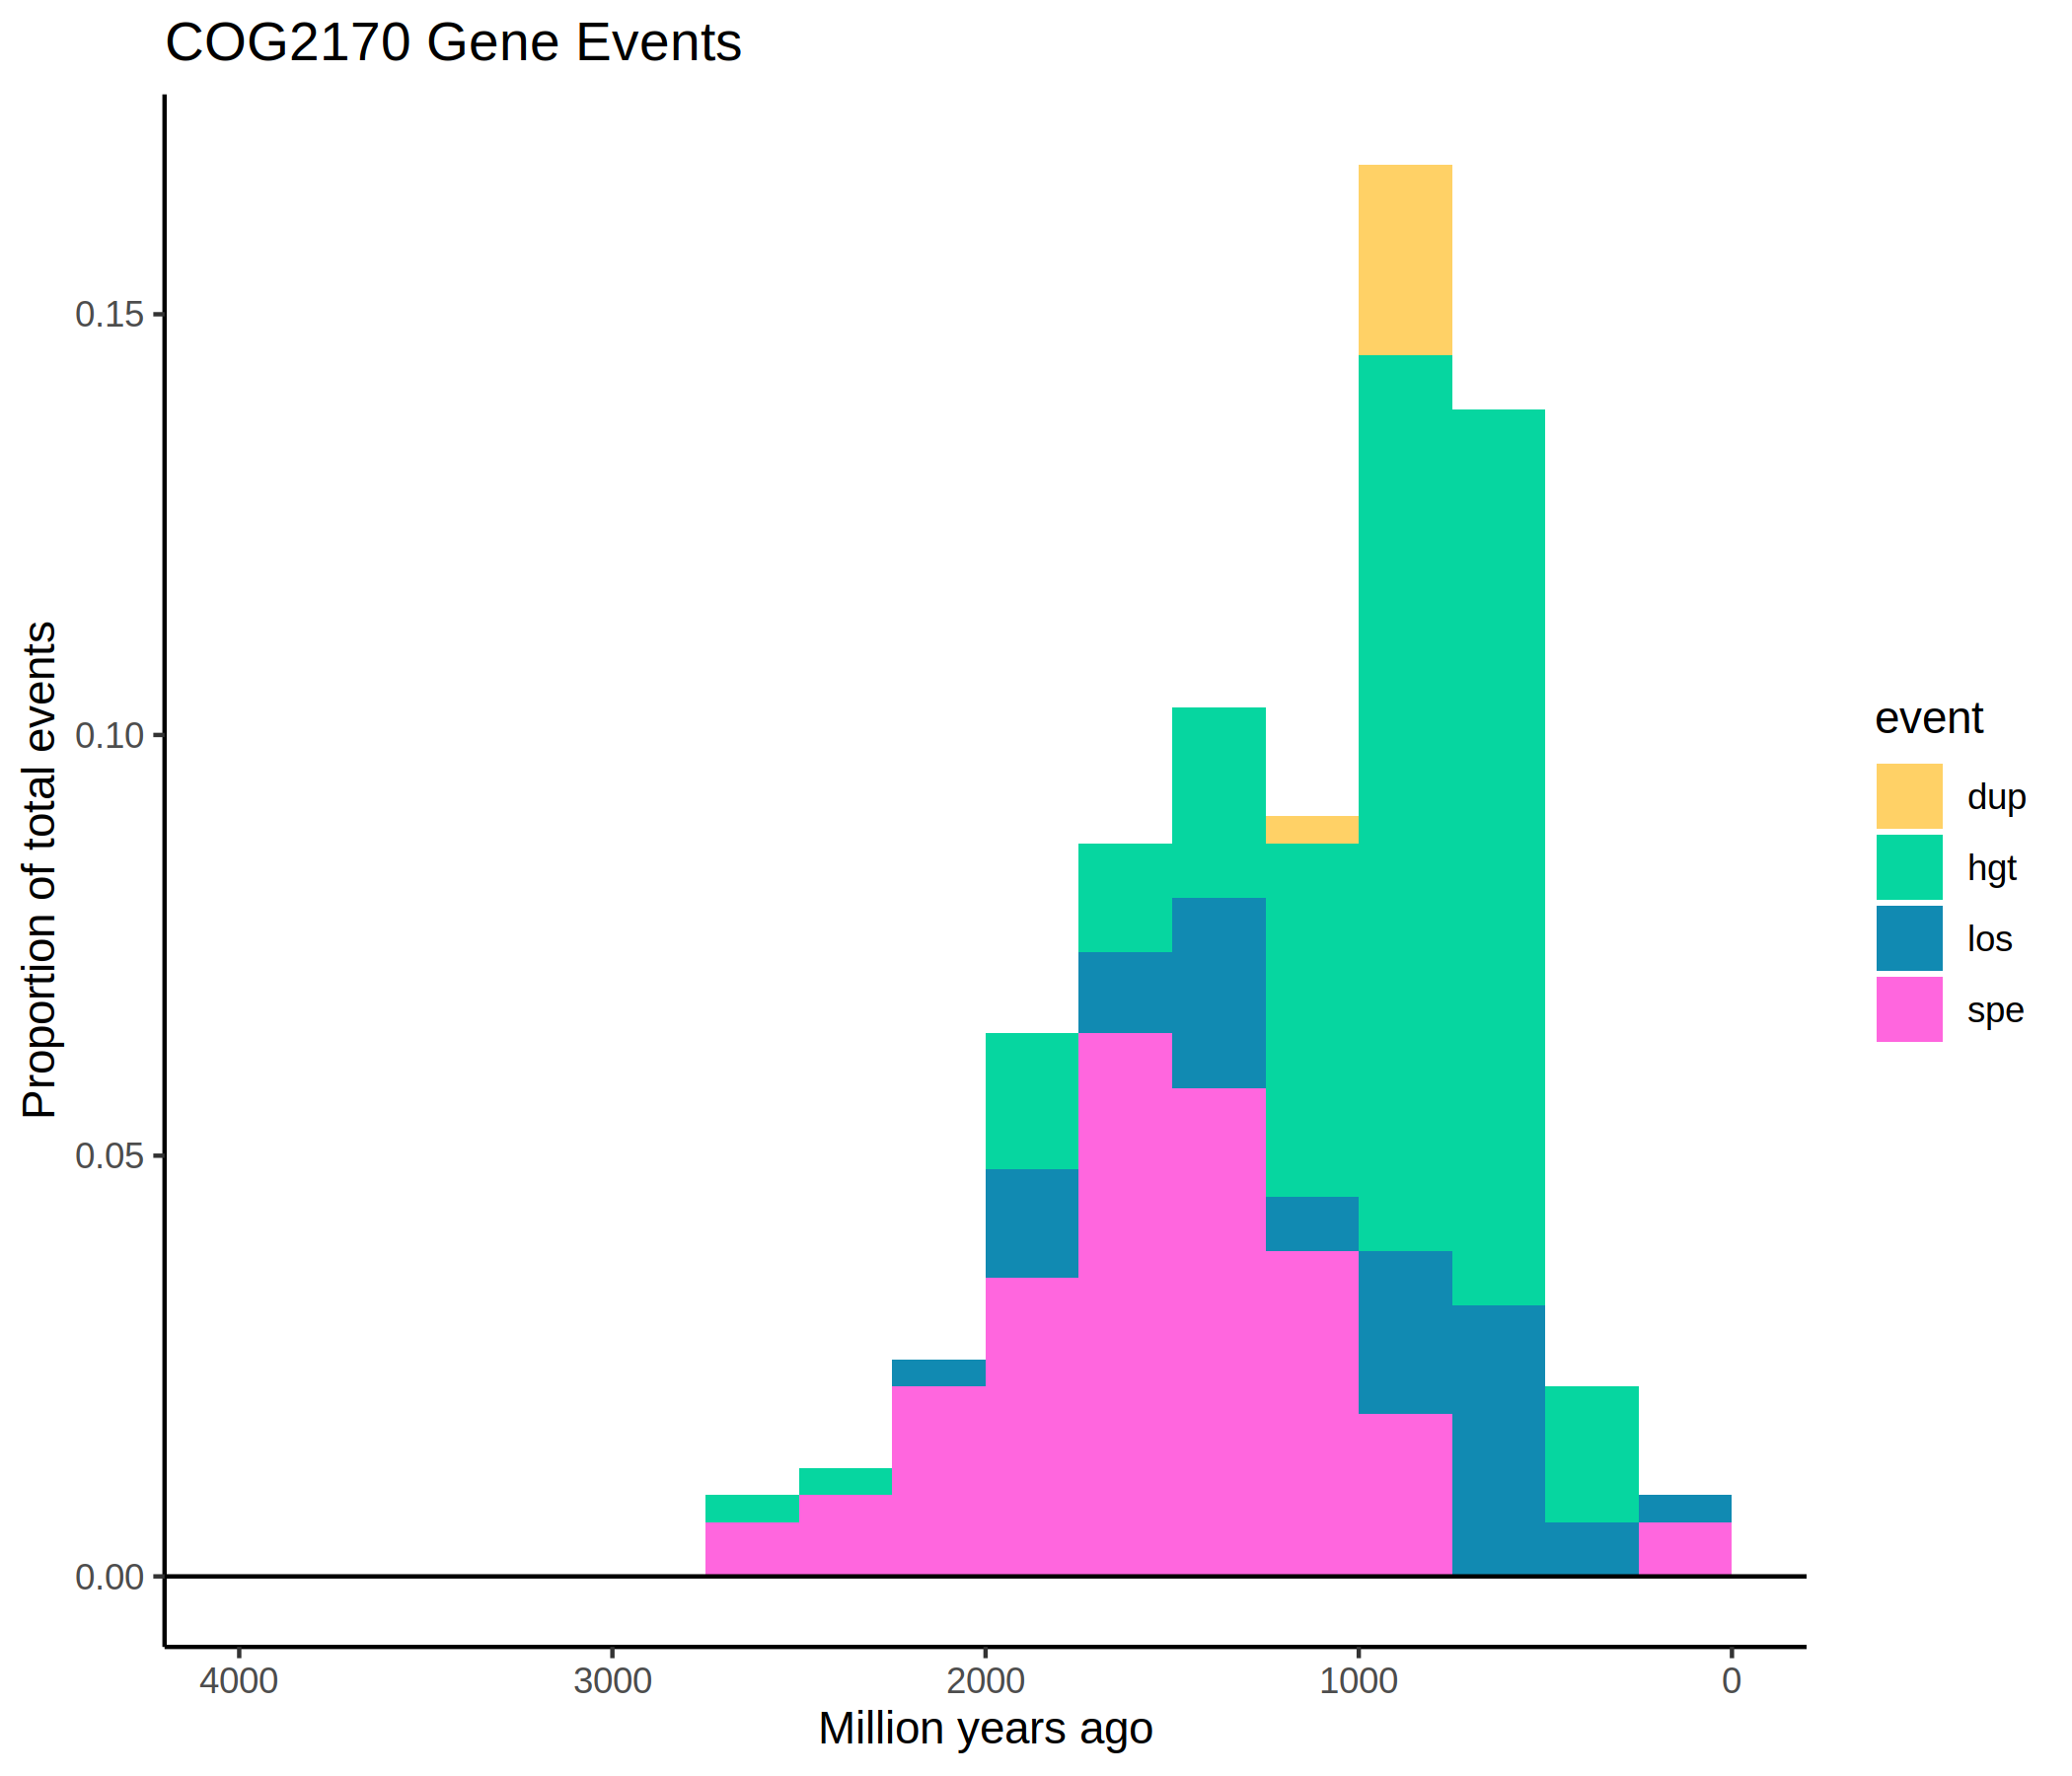 COG2170 Gene Events
Proportion of total events
0.15
0.10
0.05
0.00
4000 3000 2000 1000 0
Million years ago
event
dup
hgt
los
spe